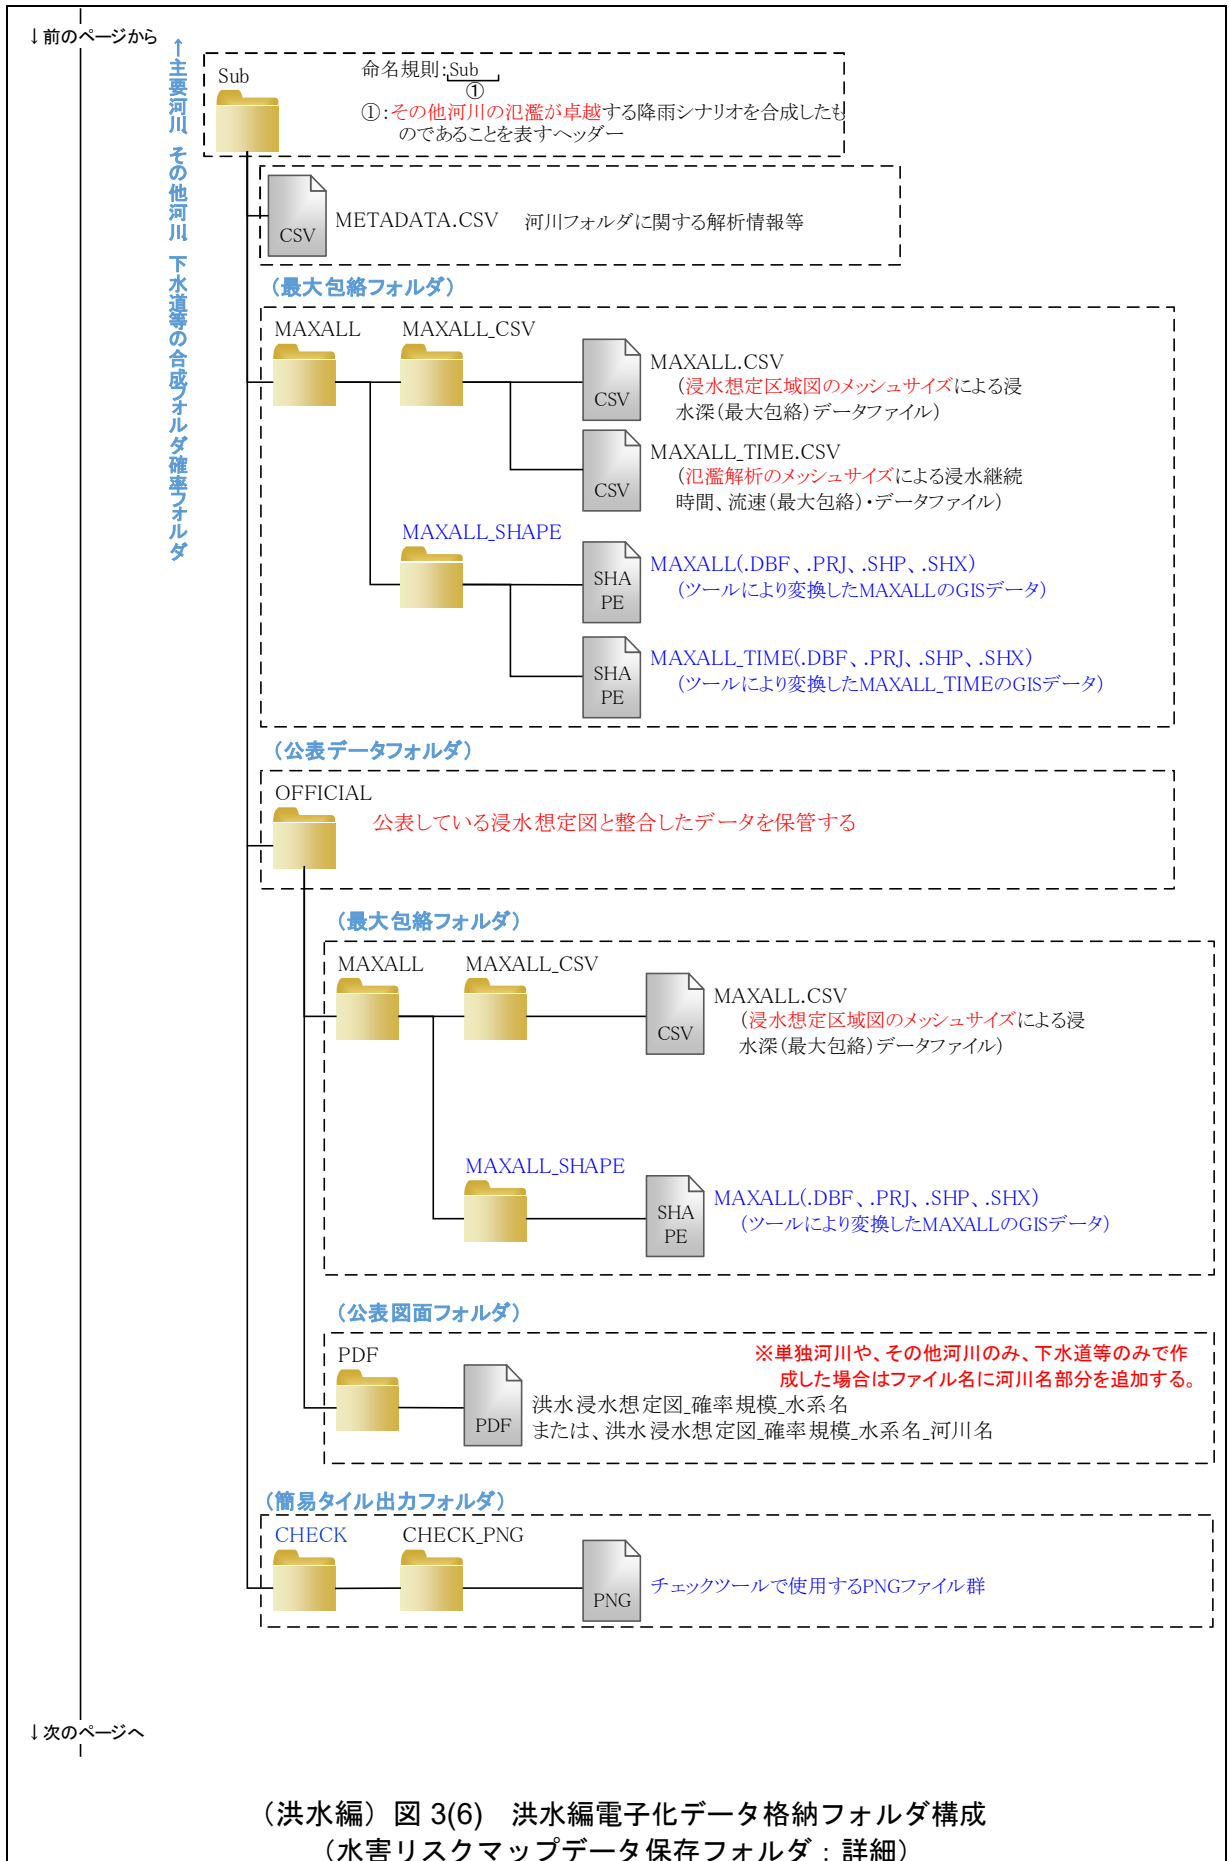 ↓前のページから
←主要河川、その他河川、下水道等の合成フォルダ確率フォルダ
Sub
命名規則:Sub
①
①:その他河川の氾濫が卓越する降雨シナリオを合成したも
のであることを表すヘッダー
CSV
METADATA.CSV 河川フォルダに関する解析情報等
（最大包絡フォルダ）
MAXALL
MAXALL_CSV
CSV
MAXALL.CSV
（浸水想定区域図のメッシュサイズによる浸
水深（最大包絡）データファイル）
CSV
MAXALL_TIME.CSV
（氾濫解析のメッシュサイズによる浸水継続
時間、流速（最大包絡）・データファイル）
MAXALL_SHAPE
SHA
PE
MAXALL(.DBF、.PRJ、.SHP、.SHX)
（ツールにより変換したMAXALLのGISデータ）
SHA
PE
MAXALL_TIME(.DBF、.PRJ、.SHP、.SHX)
（ツールにより変換したMAXALL_TIMEのGISデータ）
（公表データフォルダ）
OFFICIAL
公表している浸水想定図と整合したデータを保管する
（最大包絡フォルダ）
MAXALL
MAXALL_CSV
CSV
MAXALL.CSV
（浸水想定区域図のメッシュサイズによる浸
水深（最大包絡）データファイル）
MAXALL_SHAPE
SHA
PE
MAXALL(.DBF、.PRJ、.SHP、.SHX)
（ツールにより変換したMAXALLのGISデータ）
（公表図面フォルダ）
PDF
※単独河川や、その他河川のみ、下水道等のみで作
成した場合はファイル名に河川名部分を追加する。
PDF
洪水浸水想定図_確率規模_水系名
または、洪水浸水想定図_確率規模_水系名_河川名
（簡易タイル出力フォルダ）
CHECK
CHECK_PNG
PNG
チェックツールで使用するPNGファイル群
↓次のページへ
（洪水編）図 3(6) 洪水編電子化データ格納フォルダ構成
（水害リスクマップデータ保存フォルダ：詳細）